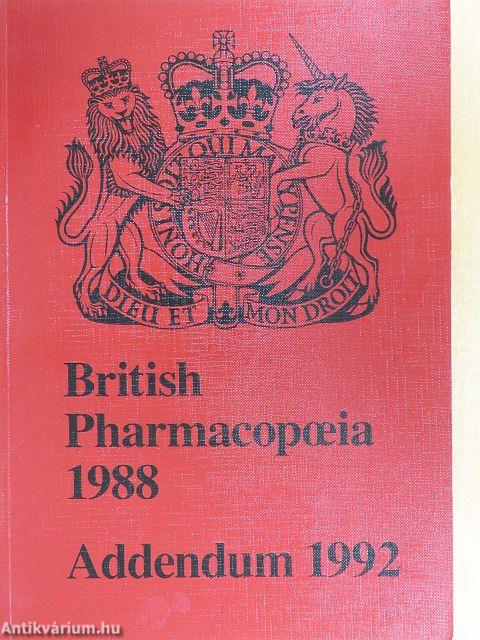 HONI SOIT QUI MAL Y PENSE
DIEU ET MON DROIT
British
Pharmacopœia
1988
Addendum 1992
Antikvárium.hu